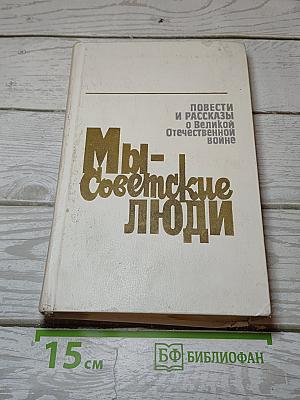 ПОВЕСТИ
И РАССКАЗЫ
о Великой
Отечественной
войне
Мы-
Советские
ЛЮДИ
15 см
БФ БИБЛИОФАН